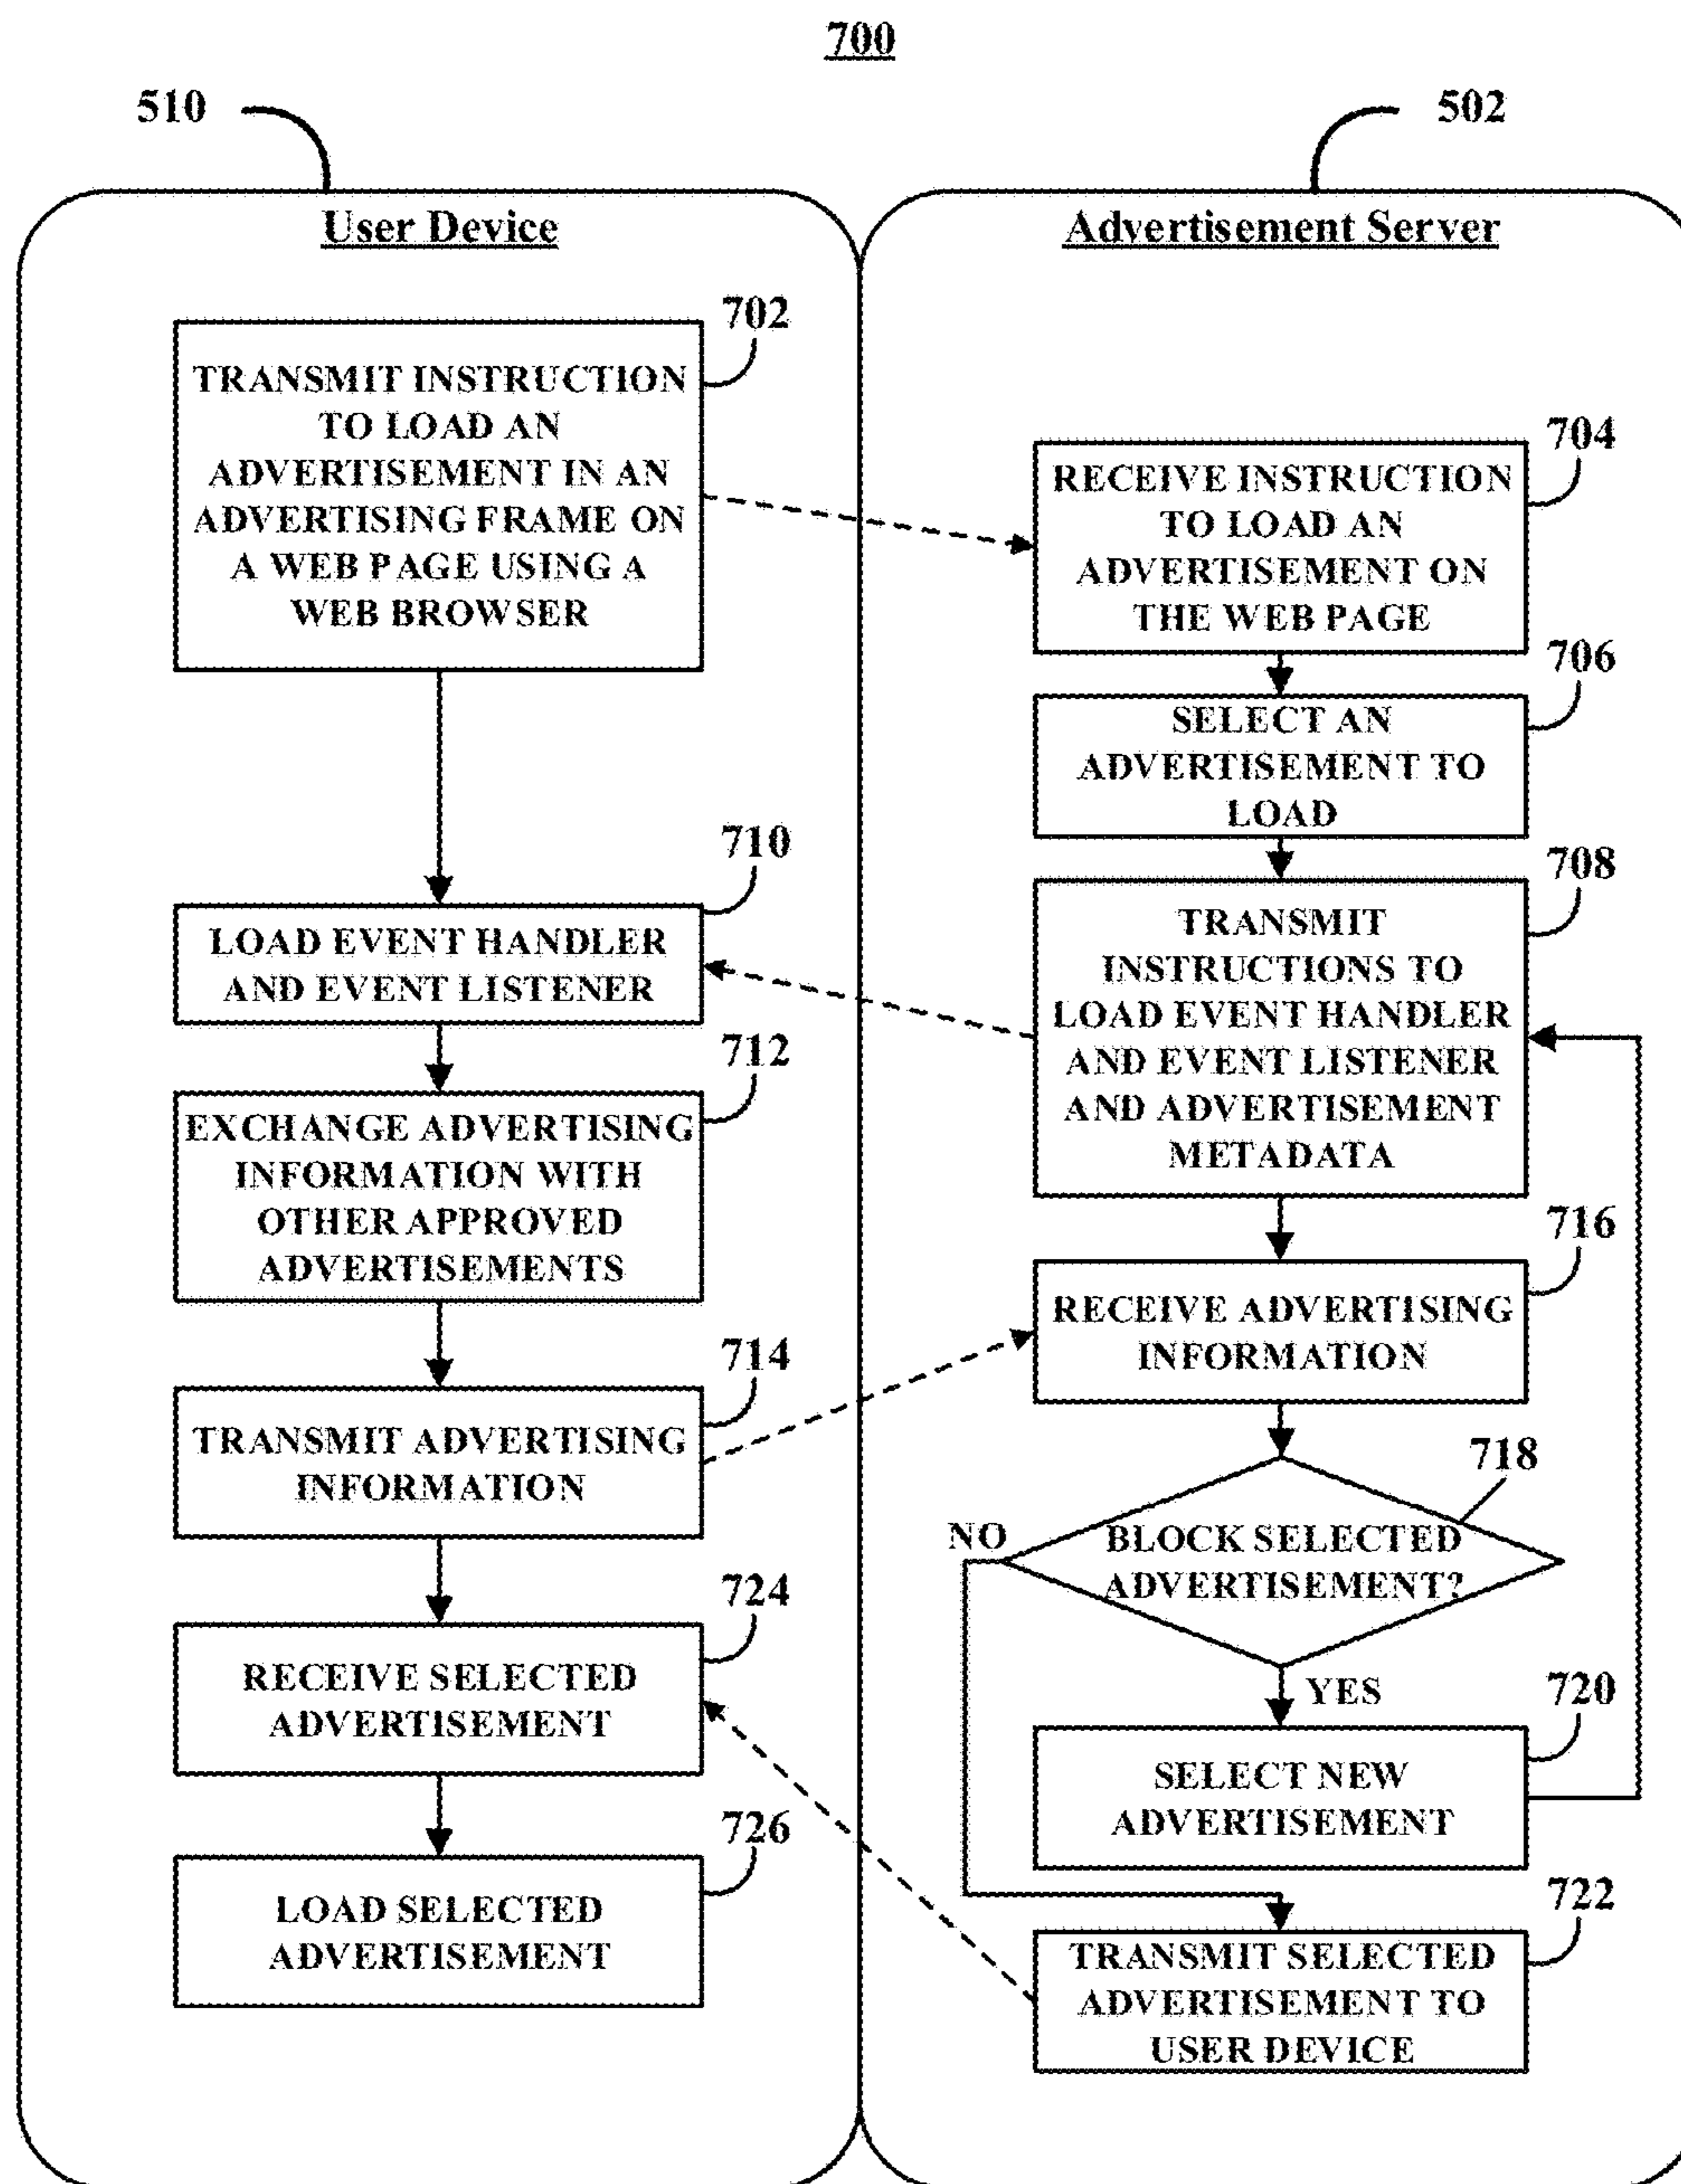 700
510
502
User Device
Advertisement Server
702
TRANSMIT INSTRUCTION
TO LOAD AN
ADVERTISEMENT IN AN
ADVERTISING FRAME ON
A WEB PAGE USING A
WEB BROWSER
704
RECEIVE INSTRUCTION
TO LOAD AN
ADVERTISEMENT ON
THE WEB PAGE
706
SELECT AN
ADVERTISEMENT TO
LOAD
708
TRANSMIT
INSTRUCTIONS TO
LOAD EVENT HANDLER
AND EVENT LISTENER
AND ADVERTISEMENT
METADATA
710
LOAD EVENT HANDLER
AND EVENT LISTENER
712
EXCHANGE ADVERTISING
INFORMATION WITH
OTHER APPROVED
ADVERTISEMENTS
714
TRANSMIT ADVERTISING
INFORMATION
716
RECEIVE ADVERTISING
INFORMATION
718
NO
BLOCK SELECTED
ADVERTISEMENT?
YES
720
SELECT NEW
ADVERTISEMENT
722
TRANSMIT SELECTED
ADVERTISEMENT TO
USER DEVICE
724
RECEIVE SELECTED
ADVERTISEMENT
726
LOAD SELECTED
ADVERTISEMENT